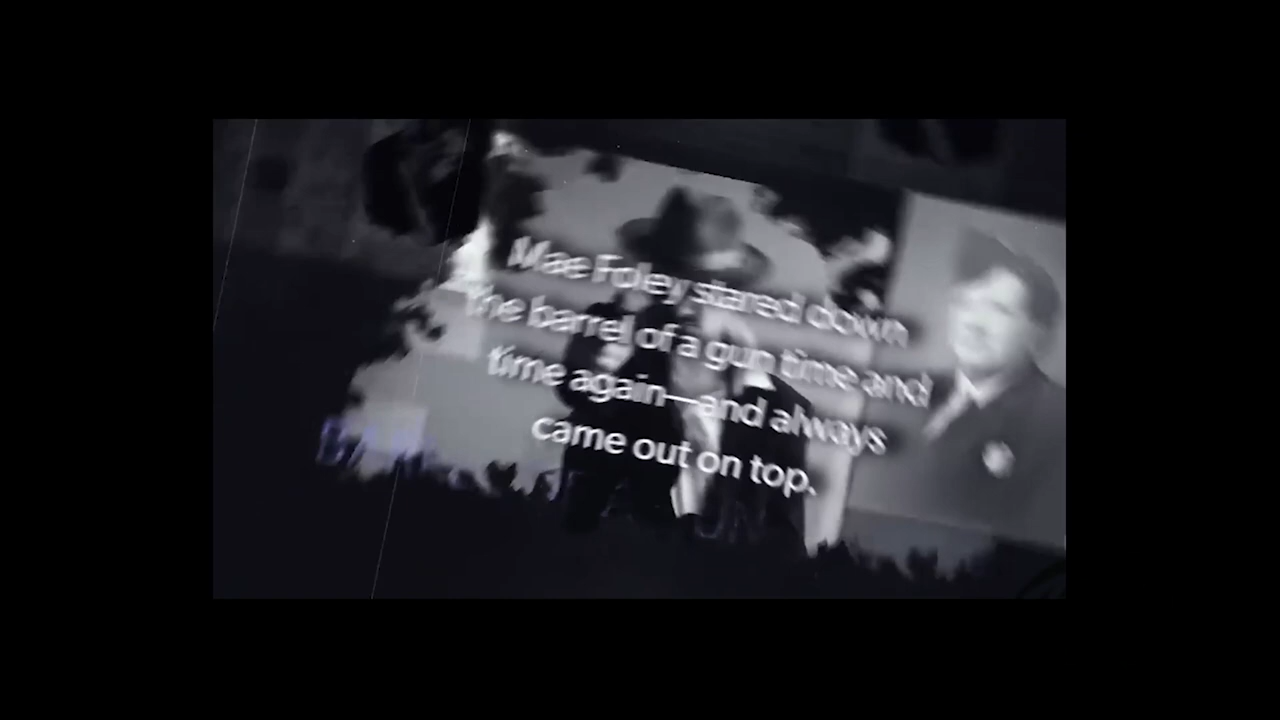 Mae Foley stared down
the barrel of a gun time and
time again—and always
came out on top.